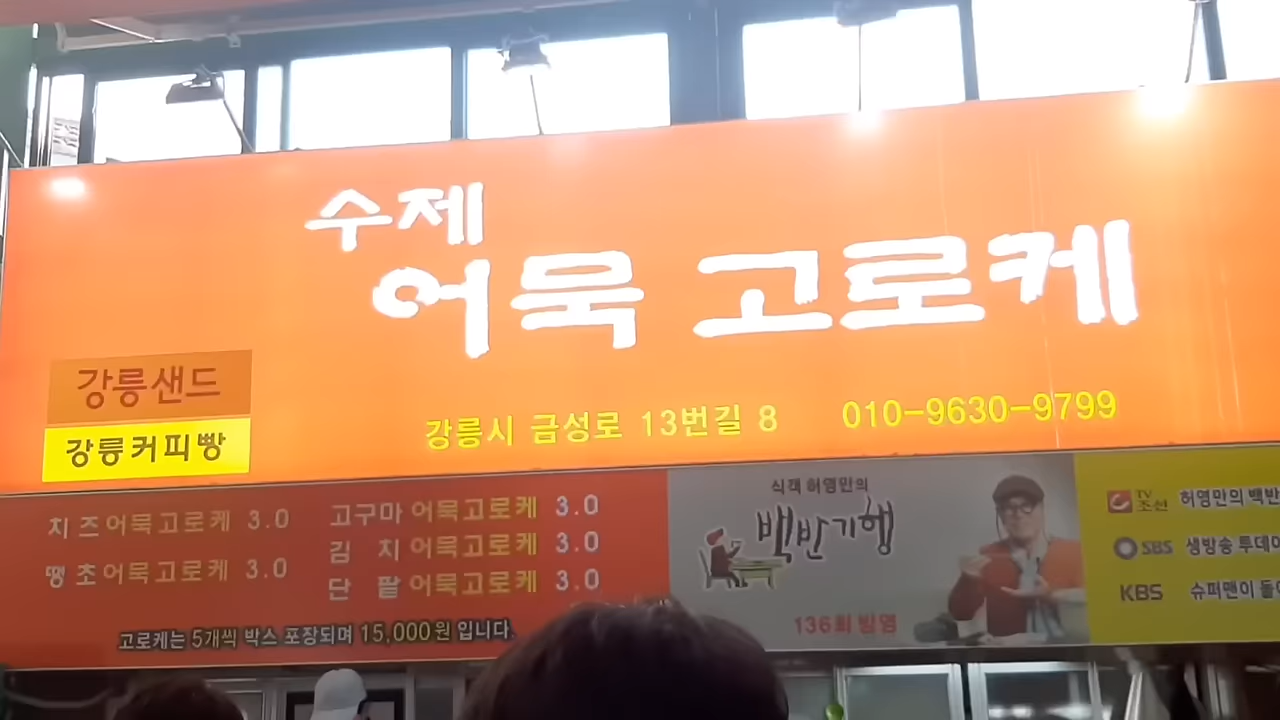 수제
어묵 고로케
강릉샌드
강릉커피빵
강릉시 금성로 13번길 8 010-9630-9799
치즈어묵고로케 3.0
땡초어묵고로케 3.0
고구마 어묵고로케 3.0
김 치 어묵고로케 3.0
단 팥 어묵고로케 3.0
고로케는 5개씩 박스 포장되며 15,000원 입니다.
식객 허영만의
백반기행
136회 방영
TV조선 허영만의 백반
SBS 생방송 투데이
KBS 슈퍼맨이 돌아